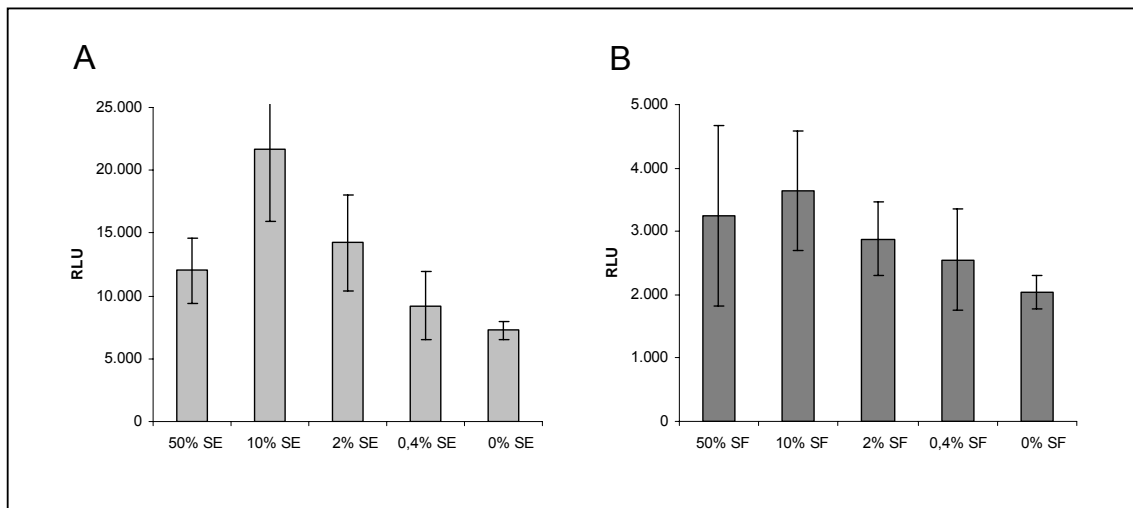 A
25.000
20.000
15.000
10.000
5.000
0
RLU
50% SE 10% SE 2% SE 0,4% SE 0% SE
B
5.000
4.000
3.000
2.000
1.000
0
RLU
50% SF 10% SF 2% SF 0,4% SF 0% SF